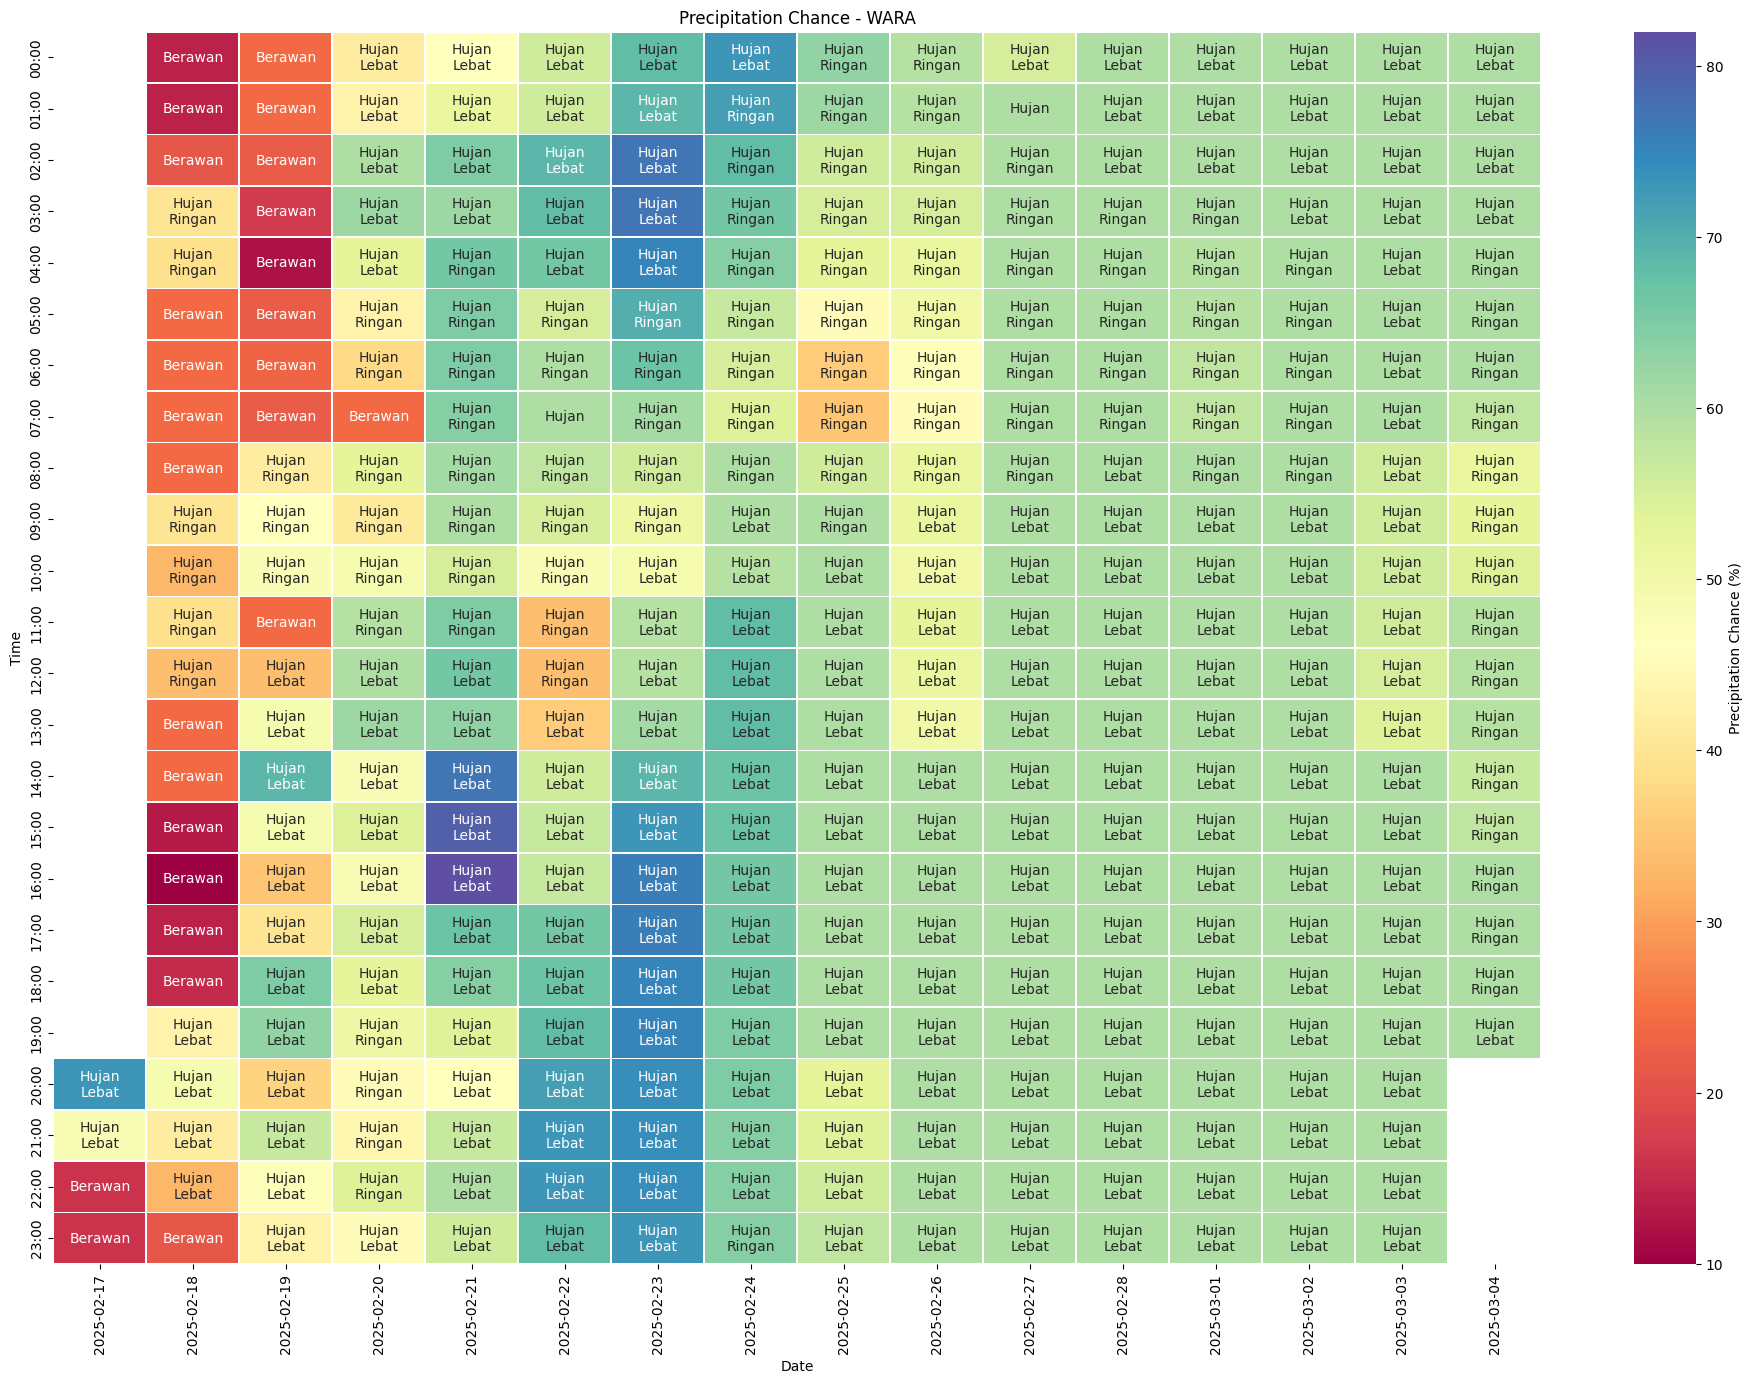 Precipitation Chance - WARA
00:00 Berawan Berawan Hujan Lebat Hujan Lebat Hujan Lebat Hujan Lebat Hujan Lebat Hujan Ringan Hujan Ringan Hujan Lebat Hujan Lebat Hujan Lebat Hujan Lebat Hujan Lebat Hujan Lebat
01:00 Berawan Berawan Hujan Lebat Hujan Lebat Hujan Lebat Hujan Lebat Hujan Ringan Hujan Ringan Hujan Ringan Hujan Hujan Lebat Hujan Lebat Hujan Lebat Hujan Lebat Hujan Lebat
02:00 Berawan Berawan Hujan Lebat Hujan Lebat Hujan Lebat Hujan Lebat Hujan Ringan Hujan Ringan Hujan Ringan Hujan Ringan Hujan Lebat Hujan Lebat Hujan Lebat Hujan Lebat Hujan Lebat
03:00 Hujan Ringan Berawan Hujan Lebat Hujan Lebat Hujan Lebat Hujan Lebat Hujan Ringan Hujan Ringan Hujan Ringan Hujan Ringan Hujan Ringan Hujan Ringan Hujan Lebat Hujan Lebat Hujan Lebat
04:00 Hujan Ringan Berawan Hujan Lebat Hujan Ringan Hujan Lebat Hujan Lebat Hujan Ringan Hujan Ringan Hujan Ringan Hujan Ringan Hujan Ringan Hujan Ringan Hujan Ringan Hujan Lebat Hujan Ringan
05:00 Berawan Berawan Hujan Ringan Hujan Ringan Hujan Ringan Hujan Ringan Hujan Ringan Hujan Ringan Hujan Ringan Hujan Ringan Hujan Ringan Hujan Ringan Hujan Ringan Hujan Lebat Hujan Ringan
06:00 Berawan Berawan Hujan Ringan Hujan Ringan Hujan Ringan Hujan Ringan Hujan Ringan Hujan Ringan Hujan Ringan Hujan Ringan Hujan Ringan Hujan Ringan Hujan Ringan Hujan Lebat Hujan Ringan
07:00 Berawan Berawan Berawan Hujan Ringan Hujan Hujan Ringan Hujan Ringan Hujan Ringan Hujan Ringan Hujan Ringan Hujan Ringan Hujan Ringan Hujan Ringan Hujan Lebat Hujan Ringan
08:00 Berawan Hujan Ringan Hujan Ringan Hujan Ringan Hujan Ringan Hujan Ringan Hujan Ringan Hujan Ringan Hujan Ringan Hujan Ringan Hujan Lebat Hujan Ringan Hujan Ringan Hujan Lebat Hujan Ringan
09:00 Hujan Ringan Hujan Ringan Hujan Ringan Hujan Ringan Hujan Ringan Hujan Ringan Hujan Lebat Hujan Ringan Hujan Lebat Hujan Lebat Hujan Lebat Hujan Lebat Hujan Lebat Hujan Lebat Hujan Ringan
10:00 Hujan Ringan Hujan Ringan Hujan Ringan Hujan Ringan Hujan Ringan Hujan Lebat Hujan Lebat Hujan Lebat Hujan Lebat Hujan Lebat Hujan Lebat Hujan Lebat Hujan Lebat Hujan Lebat Hujan Ringan
11:00 Hujan Ringan Berawan Hujan Ringan Hujan Ringan Hujan Ringan Hujan Lebat Hujan Lebat Hujan Lebat Hujan Lebat Hujan Lebat Hujan Lebat Hujan Lebat Hujan Lebat Hujan Lebat Hujan Ringan
12:00 Hujan Ringan Hujan Lebat Hujan Lebat Hujan Lebat Hujan Ringan Hujan Lebat Hujan Lebat Hujan Lebat Hujan Lebat Hujan Lebat Hujan Lebat Hujan Lebat Hujan Lebat Hujan Lebat Hujan Ringan
13:00 Berawan Hujan Lebat Hujan Lebat Hujan Lebat Hujan Lebat Hujan Lebat Hujan Lebat Hujan Lebat Hujan Lebat Hujan Lebat Hujan Lebat Hujan Lebat Hujan Lebat Hujan Lebat Hujan Ringan
14:00 Berawan Hujan Lebat Hujan Lebat Hujan Lebat Hujan Lebat Hujan Lebat Hujan Lebat Hujan Lebat Hujan Lebat Hujan Lebat Hujan Lebat Hujan Lebat Hujan Lebat Hujan Lebat Hujan Ringan
15:00 Berawan Hujan Lebat Hujan Lebat Hujan Lebat Hujan Lebat Hujan Lebat Hujan Lebat Hujan Lebat Hujan Lebat Hujan Lebat Hujan Lebat Hujan Lebat Hujan Lebat Hujan Lebat Hujan Ringan
16:00 Berawan Hujan Lebat Hujan Lebat Hujan Lebat Hujan Lebat Hujan Lebat Hujan Lebat Hujan Lebat Hujan Lebat Hujan Lebat Hujan Lebat Hujan Lebat Hujan Lebat Hujan Lebat Hujan Ringan
17:00 Berawan Hujan Lebat Hujan Lebat Hujan Lebat Hujan Lebat Hujan Lebat Hujan Lebat Hujan Lebat Hujan Lebat Hujan Lebat Hujan Lebat Hujan Lebat Hujan Lebat Hujan Lebat Hujan Ringan
18:00 Berawan Hujan Lebat Hujan Lebat Hujan Lebat Hujan Lebat Hujan Lebat Hujan Lebat Hujan Lebat Hujan Lebat Hujan Lebat Hujan Lebat Hujan Lebat Hujan Lebat Hujan Lebat Hujan Ringan
19:00 Hujan Lebat Hujan Lebat Hujan Ringan Hujan Lebat Hujan Lebat Hujan Lebat Hujan Lebat Hujan Lebat Hujan Lebat Hujan Lebat Hujan Lebat Hujan Lebat Hujan Lebat Hujan Lebat Hujan Lebat
20:00 Hujan Lebat Hujan Lebat Hujan Lebat Hujan Ringan Hujan Lebat Hujan Lebat Hujan Lebat Hujan Lebat Hujan Lebat Hujan Lebat Hujan Lebat Hujan Lebat Hujan Lebat Hujan Lebat Hujan Lebat
21:00 Hujan Lebat Hujan Lebat Hujan Lebat Hujan Ringan Hujan Lebat Hujan Lebat Hujan Lebat Hujan Lebat Hujan Lebat Hujan Lebat Hujan Lebat Hujan Lebat Hujan Lebat Hujan Lebat Hujan Lebat
22:00 Berawan Hujan Lebat Hujan Lebat Hujan Ringan Hujan Lebat Hujan Lebat Hujan Lebat Hujan Lebat Hujan Lebat Hujan Lebat Hujan Lebat Hujan Lebat Hujan Lebat Hujan Lebat Hujan Lebat
23:00 Berawan Berawan Hujan Lebat Hujan Lebat Hujan Lebat Hujan Lebat Hujan Lebat Hujan Ringan Hujan Lebat Hujan Lebat Hujan Lebat Hujan Lebat Hujan Lebat Hujan Lebat Hujan Lebat
Time
2025-02-17 2025-02-18 2025-02-19 2025-02-20 2025-02-21 2025-02-22 2025-02-23 2025-02-24 2025-02-25 2025-02-26 2025-02-27 2025-02-28 2025-03-01 2025-03-02 2025-03-03 2025-03-04
Date
80
70
60
50
40
30
20
10
Precipitation Chance (%)